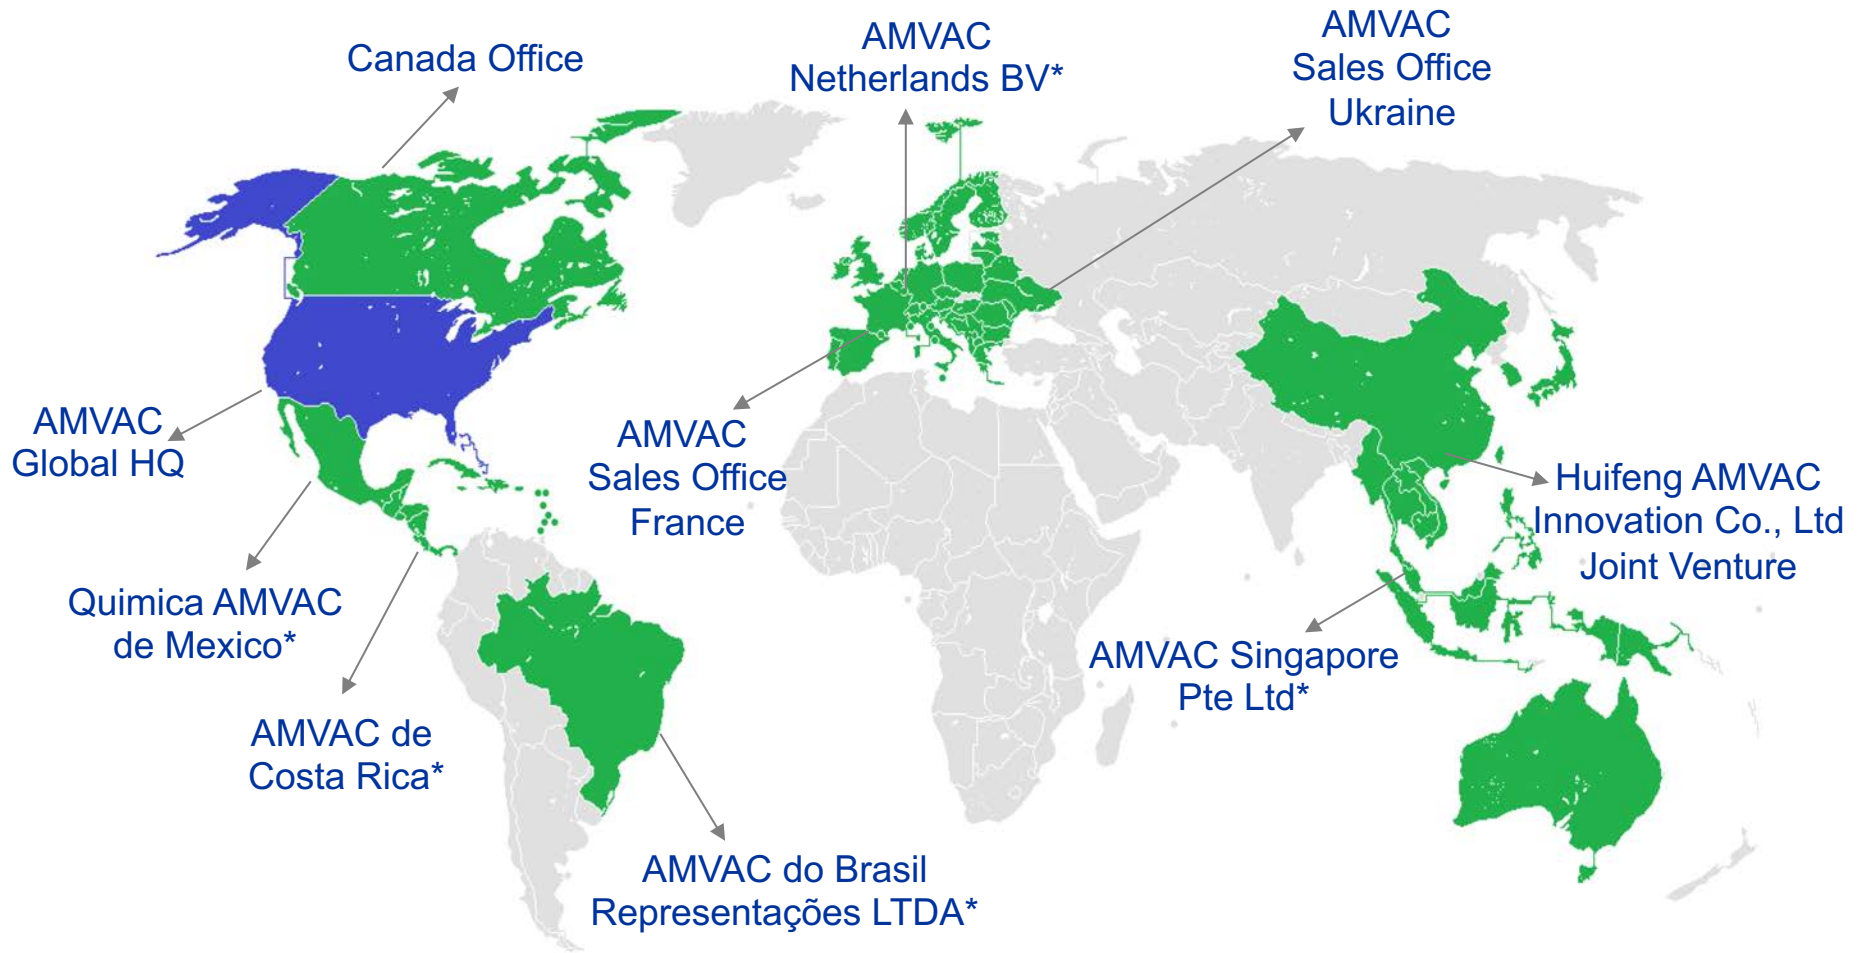 Canada Office
AMVAC
Netherlands BV*
AMVAC
Sales Office
Ukraine
AMVAC
Global HQ
AMVAC
Sales Office
France
Huifeng AMVAC
Innovation Co., Ltd
Joint Venture
Quimica AMVAC
de Mexico*
AMVAC Singapore
Pte Ltd*
AMVAC de
Costa Rica*
AMVAC do Brasil
Representações LTDA*